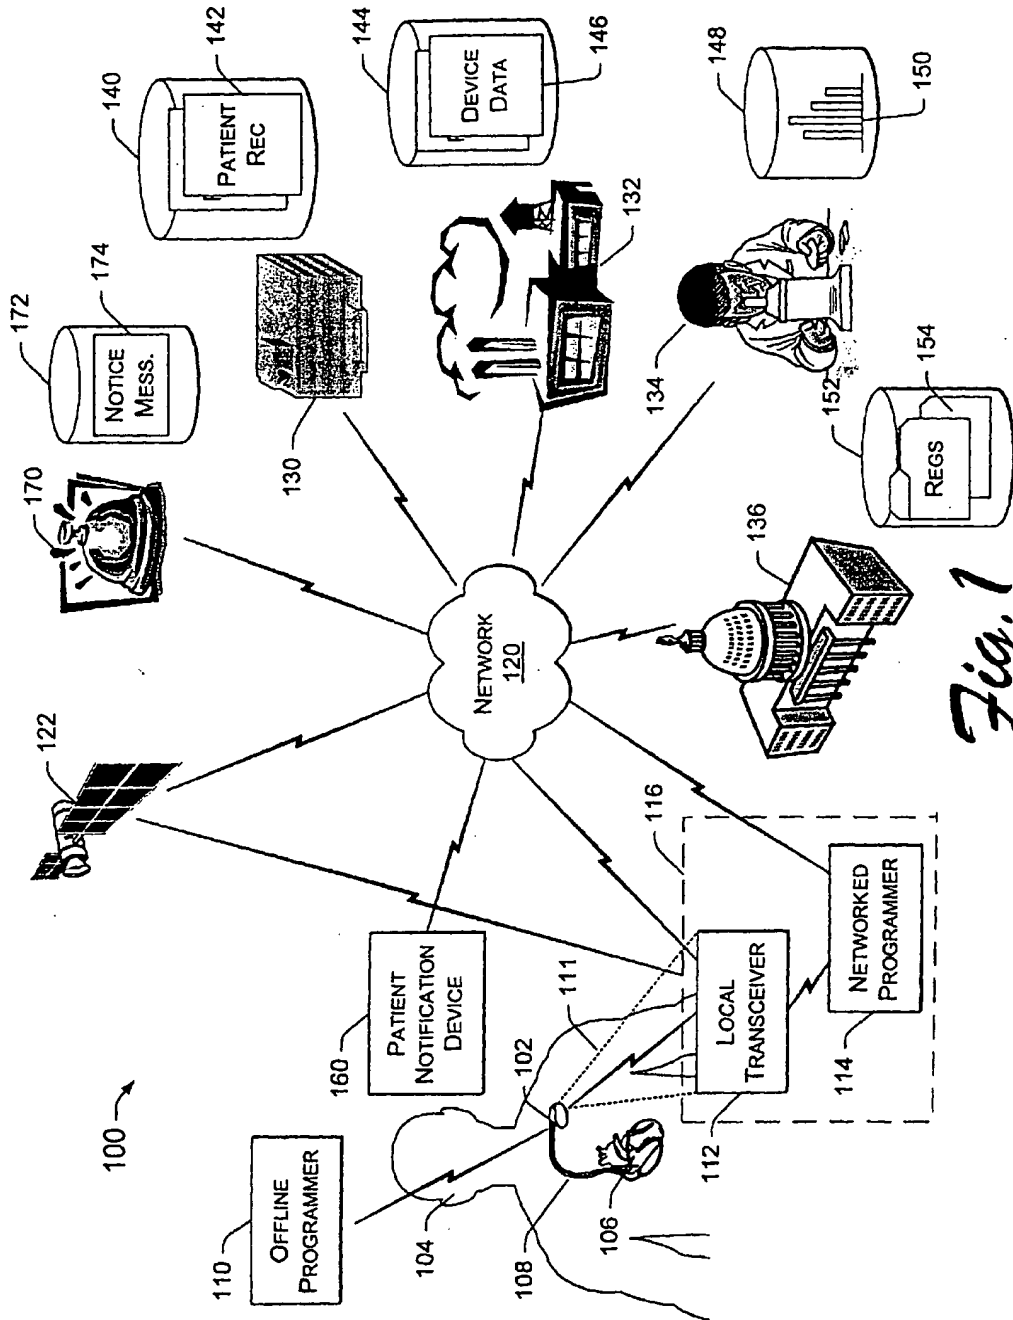 100
110
OFFLINE
PROGRAMMER
104
108
106
102
111
160
PATIENT
NOTIFICATION
DEVICE
112
LOCAL
TRANSCEIVER
114
NETWORKED
PROGRAMMER
116
122
NETWORK
120
170
172
174
NOTICE
MESS.
130
140
142
PATIENT
REC
132
144
146
DEVICE
DATA
134
148
150
136
152
154
REGS
Fig. 1